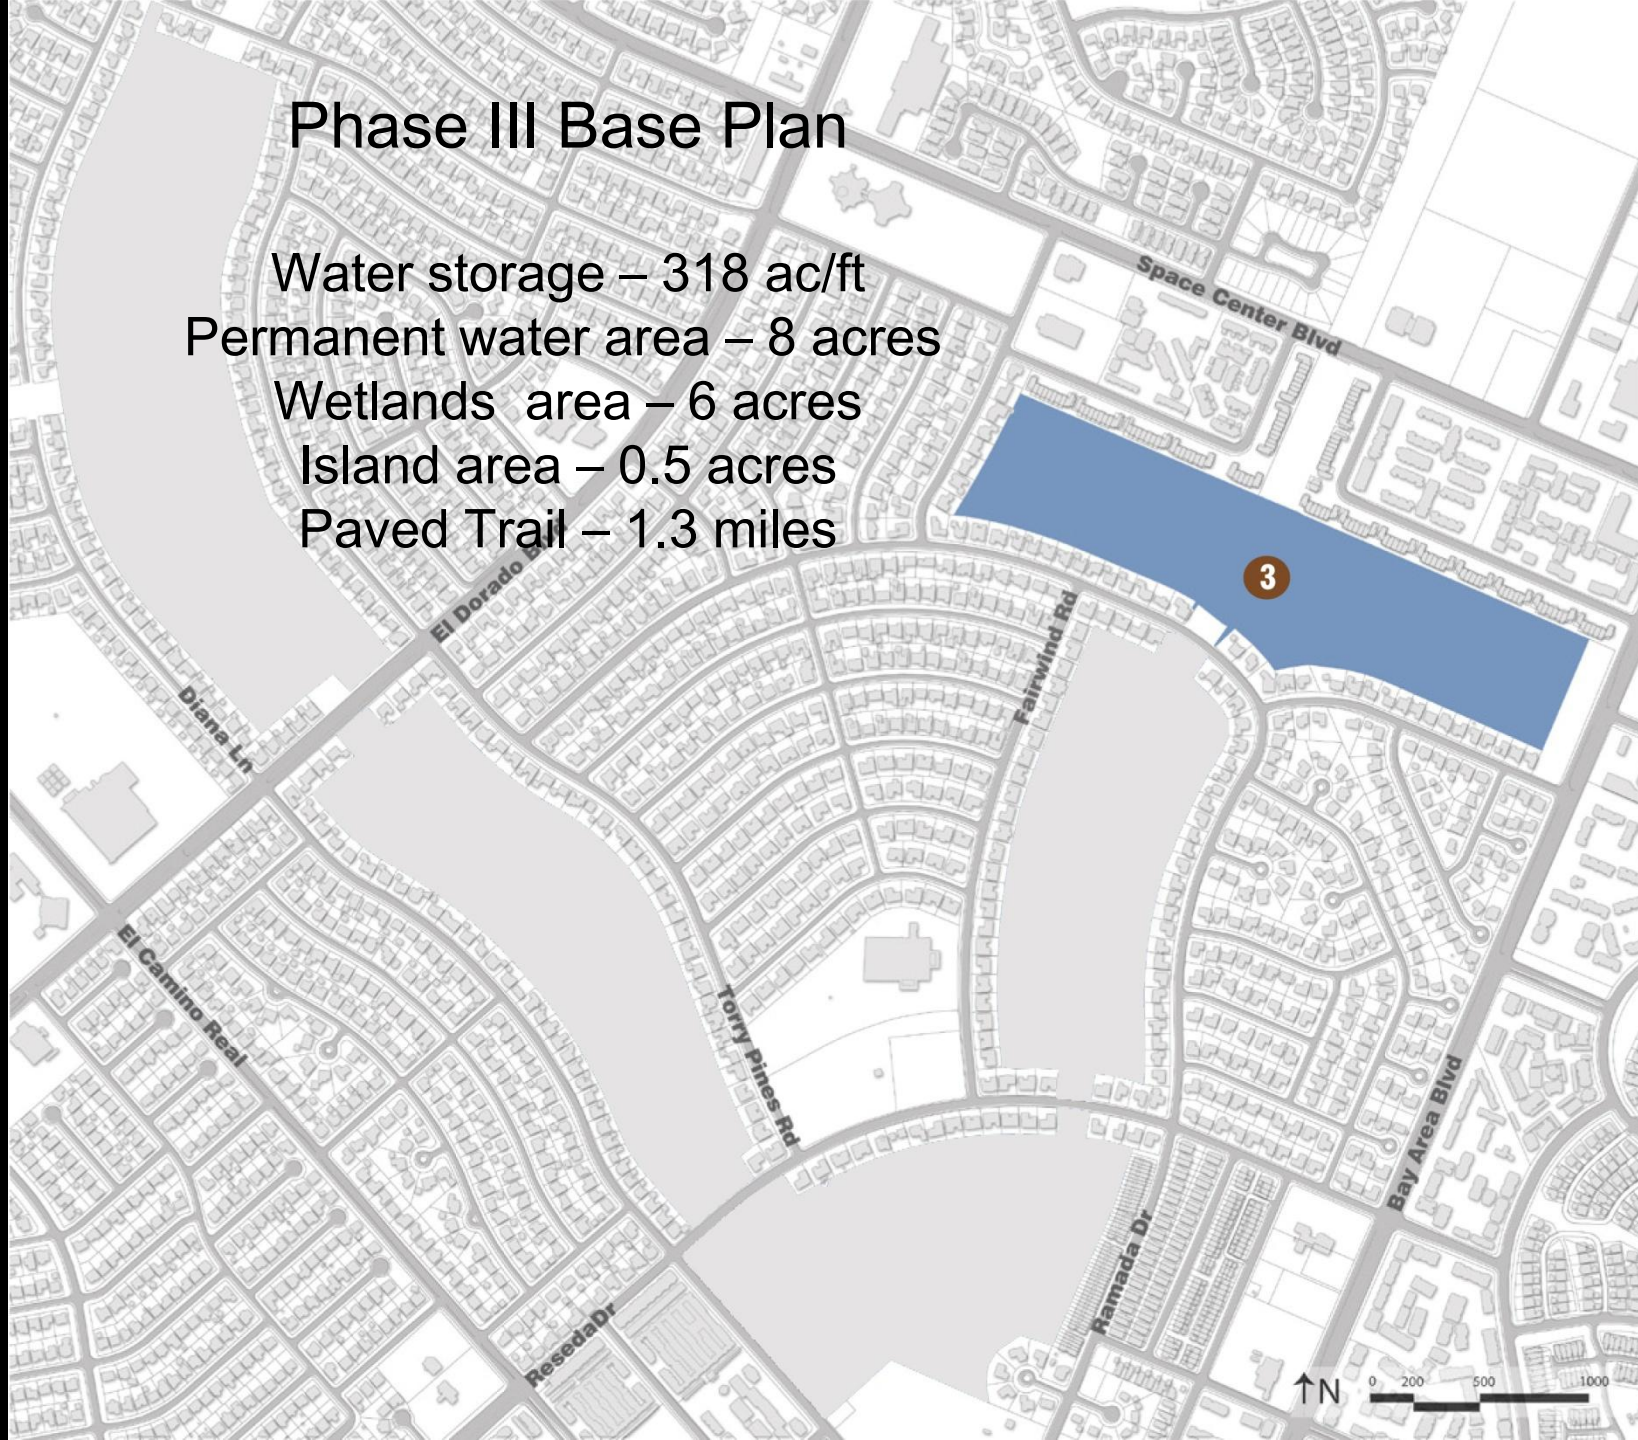 Phase III Base Plan
Water storage – 318 ac/ft
Permanent water area – 8 acres
Wetlands  area – 6 acres
Island area – 0.5 acres
Paved Trail – 1.3 miles
Space Center Blvd
3
El Dorado
Fairwind Rd
Diana Ln
El Camino Real
Torry Pines Rd
Bay Area Blvd
Ramada Dr
ResedaDr
↑N
0 200 500 1000